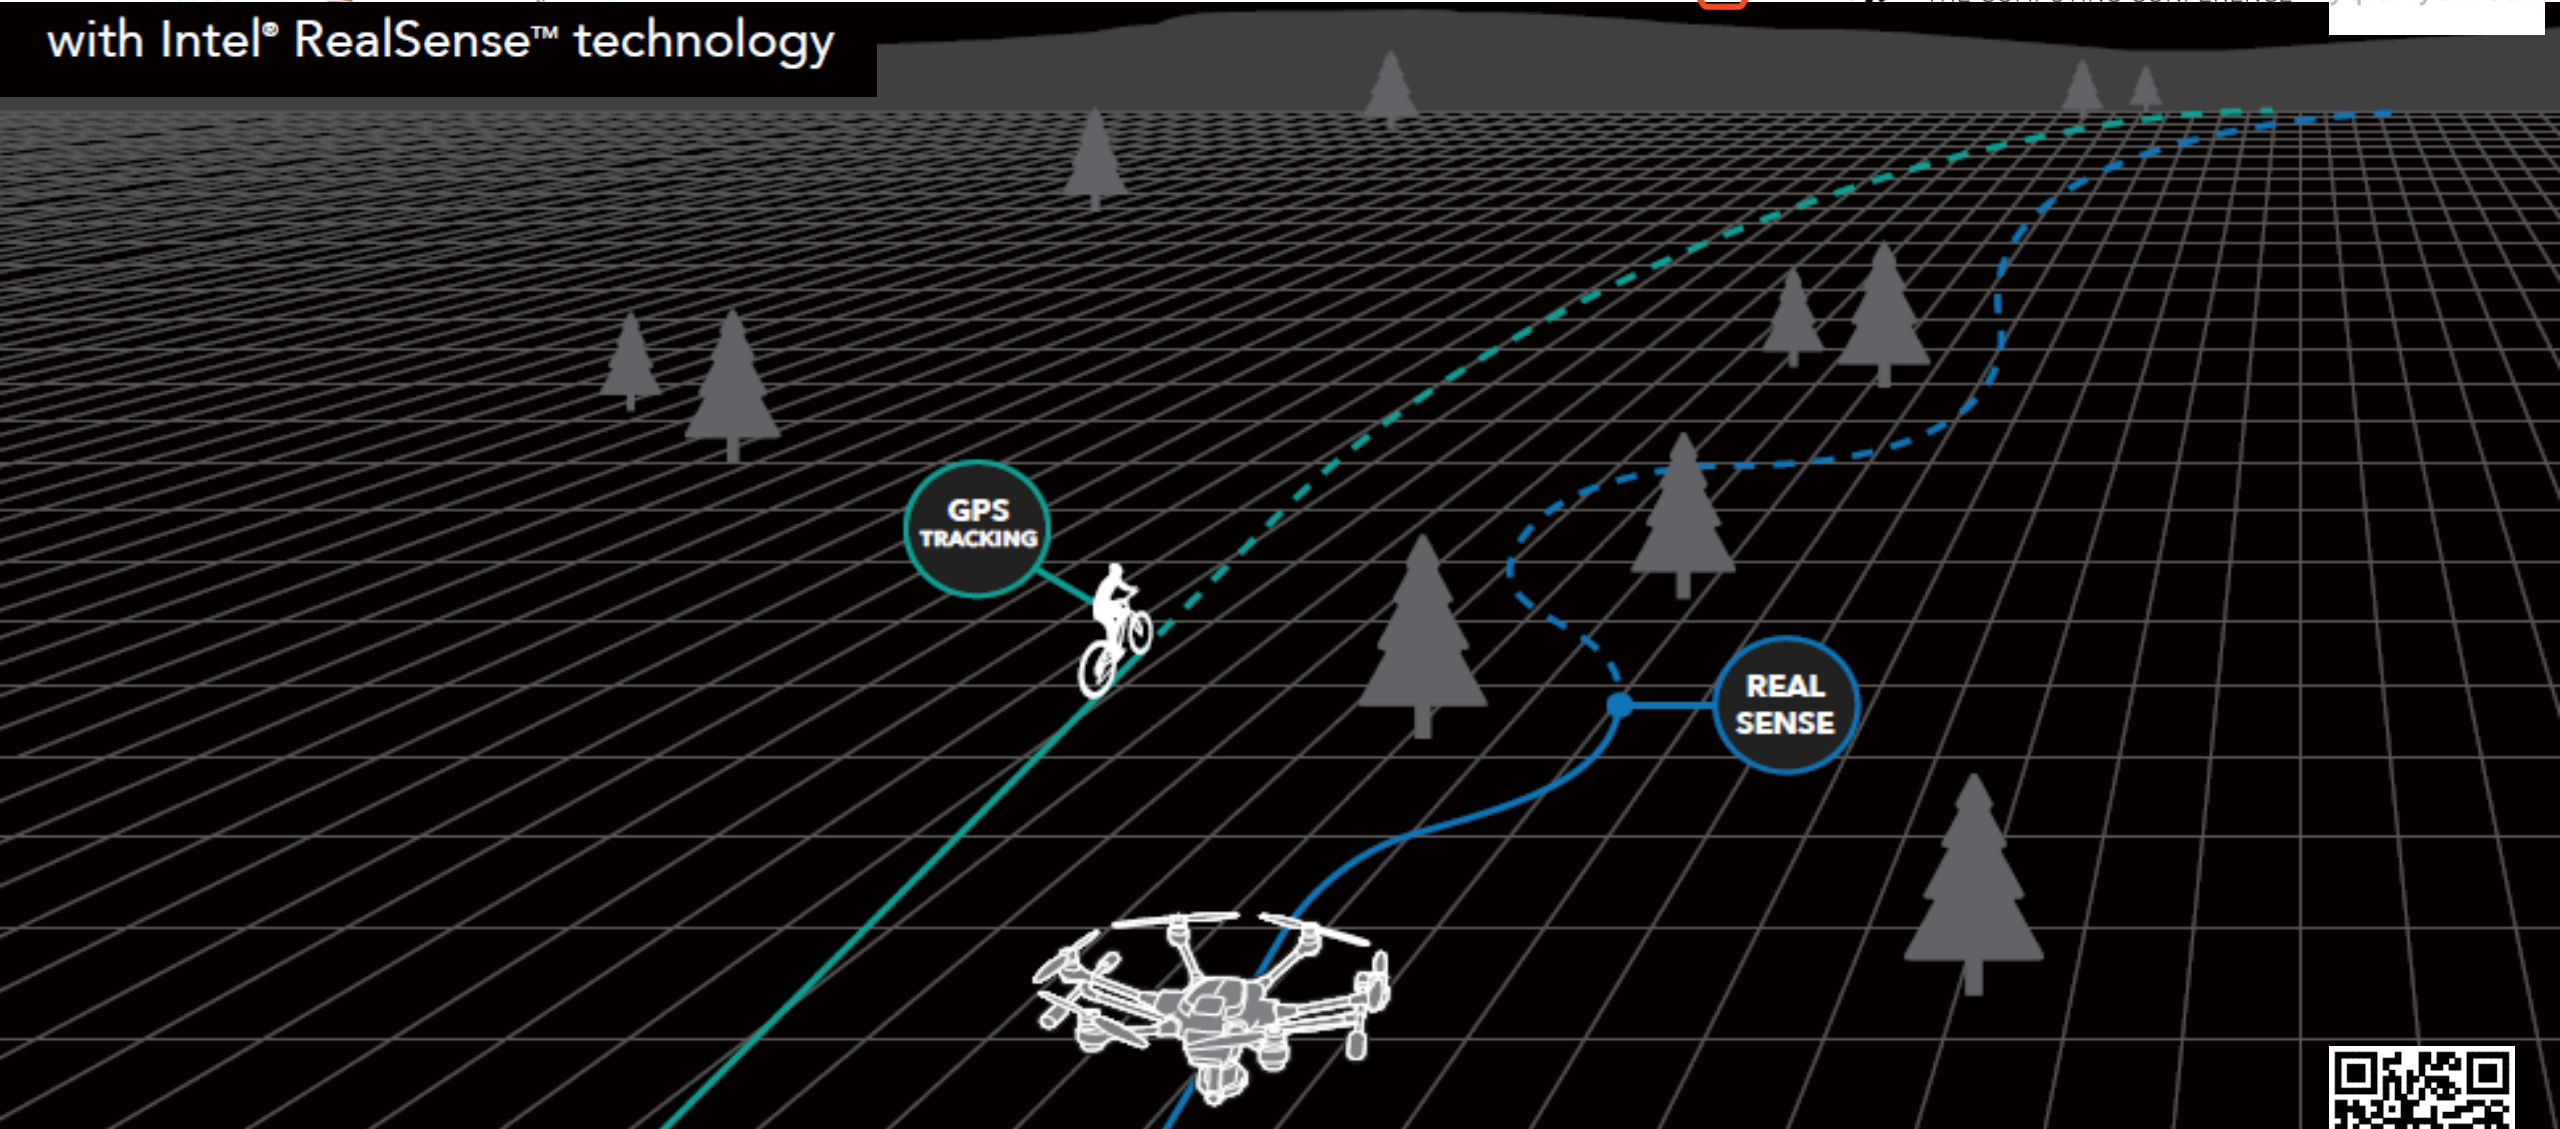 with Intel® RealSense™ technology
GPS
TRACKING
REAL
SENSE